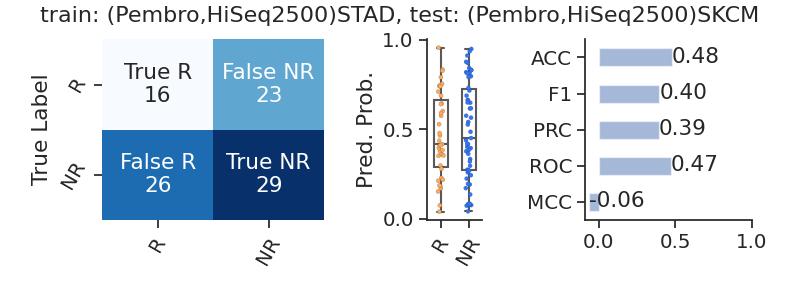 train: (Pembro,HiSeq2500)STAD, test: (Pembro,HiSeq2500)SKCM
True Label
R
NR
True R
16
False NR
23
False R
26
True NR
29
R
NR
Pred. Prob.
1.0
0.5
0.0
R
NR
ACC
0.48
F1
0.40
PRC
0.39
ROC
0.47
MCC
-0.06
0.0
0.5
1.0